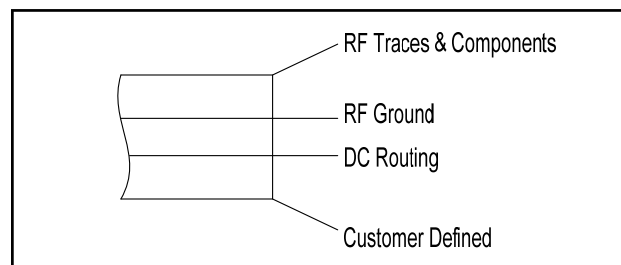 RF Traces & Components
RF Ground
DC Routing
Customer Defined